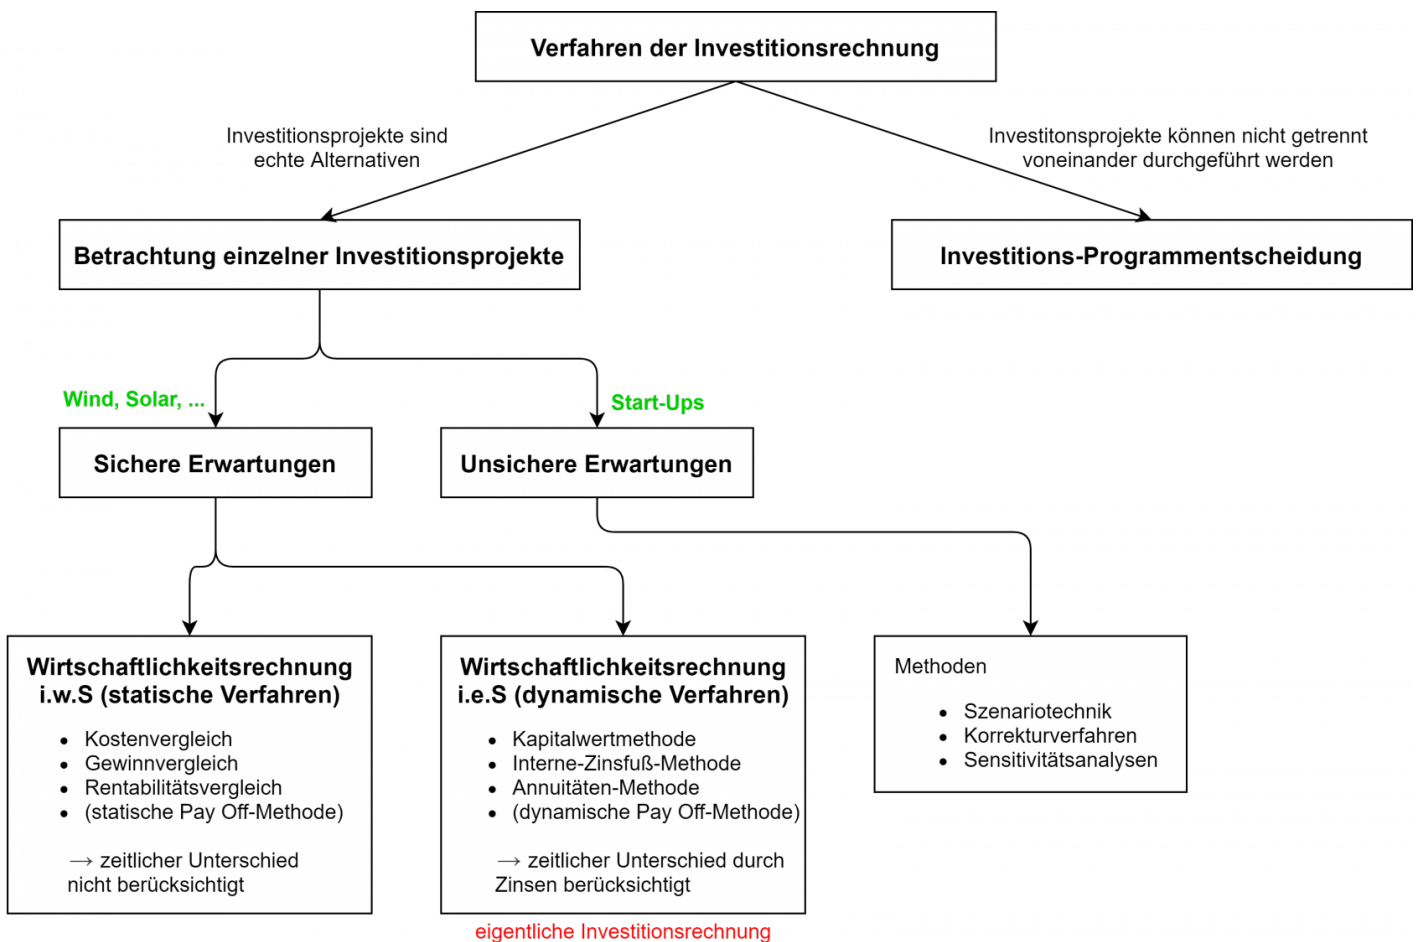 Verfahren der Investitionsrechnung
Investitionsprojekte sind
echte Alternativen
Investitonsprojekte können nicht getrennt
voneinander durchgeführt werden
Betrachtung einzelner Investitionsprojekte
Investitions-Programmentscheidung
Wind, Solar, ...
Start-Ups
Sichere Erwartungen
Unsichere Erwartungen
Wirtschaftlichkeitsrechnung
i.w.S (statische Verfahren)
• Kostenvergleich
• Gewinnvergleich
• Rentabilitätsvergleich
• (statische Pay Off-Methode)
→ zeitlicher Unterschied
nicht berücksichtigt
Wirtschaftlichkeitsrechnung
i.e.S (dynamische Verfahren)
• Kapitalwertmethode
• Interne-Zinsfuß-Methode
• Annuitäten-Methode
• (dynamische Pay Off-Methode)
→ zeitlicher Unterschied durch
Zinsen berücksichtigt
eigentliche Investitionsrechnung
Methoden
• Szenariotechnik
• Korrekturverfahren
• Sensitivitätsanalysen